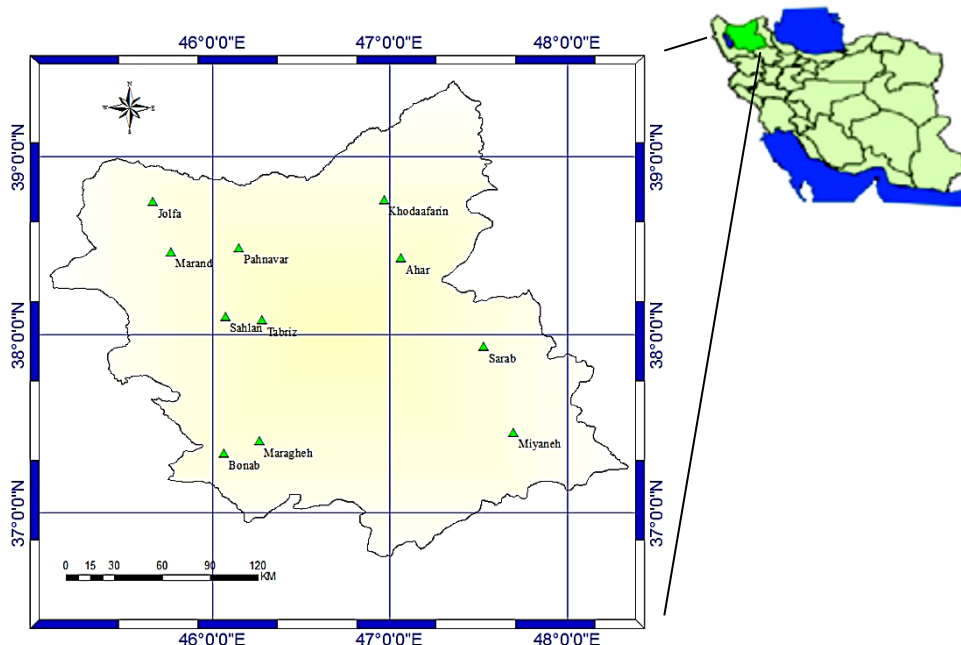 46°0'0"E 47°0'0"E 48°0'0"E
39°0'0"N
39°0'0"N
Jolfa
Khodaafarin
Marand
Pahnavar
Ahar
Sahlan
Tabriz
38°0'0"N
38°0'0"N
Sarab
Miyaneh
Maragheh
Bonab
37°0'0"N
37°0'0"N
0 15 30 60 90 120
KM
46°0'0"E 47°0'0"E 48°0'0"E